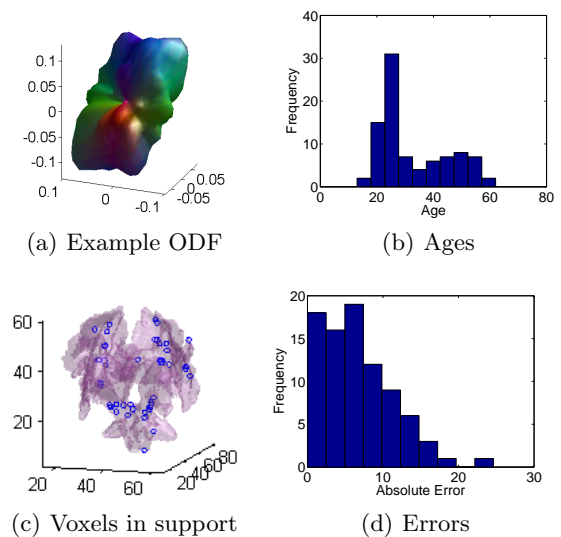 0.1
0.05
0
-0.05
-0.1
0.1
0
-0.1
-0.05
0.05
(a) Example ODF
40
30
20
10
0
Frequency
0 20 40 60 80
Age
(b) Ages
60
40
20
20 40 60
20 40 60 80
(c) Voxels in support
20
15
10
5
0
Frequency
0 10 20 30
Absolute Error
(d) Errors